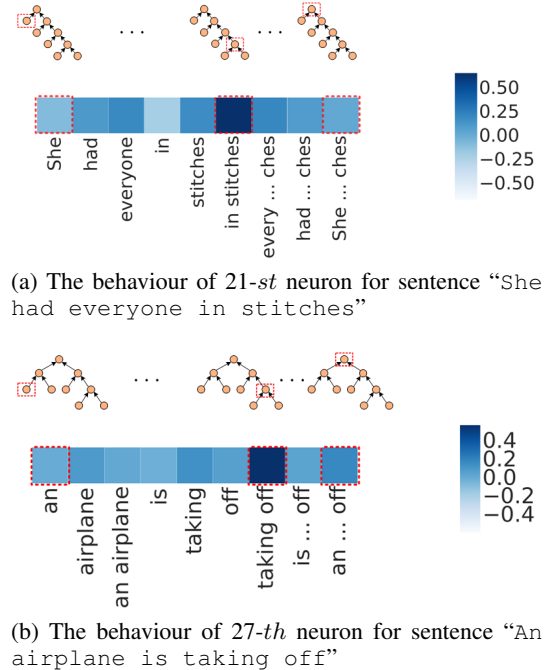 . . .
0.50
0.25
0.00
−0.25
−0.50
She
had
everyone
in
stitches
in stitches
every ... ches
had ... ches
She ... ches
(a) The behaviour of 21-st neuron for sentence “She
had everyone in stitches”
. . .
. . .
0.4
0.2
0.0
−0.2
−0.4
an
airplane
an airplane
is
taking
off
taking off
is ... off
an ... off
(b) The behaviour of 27-th neuron for sentence “An
airplane is taking off”